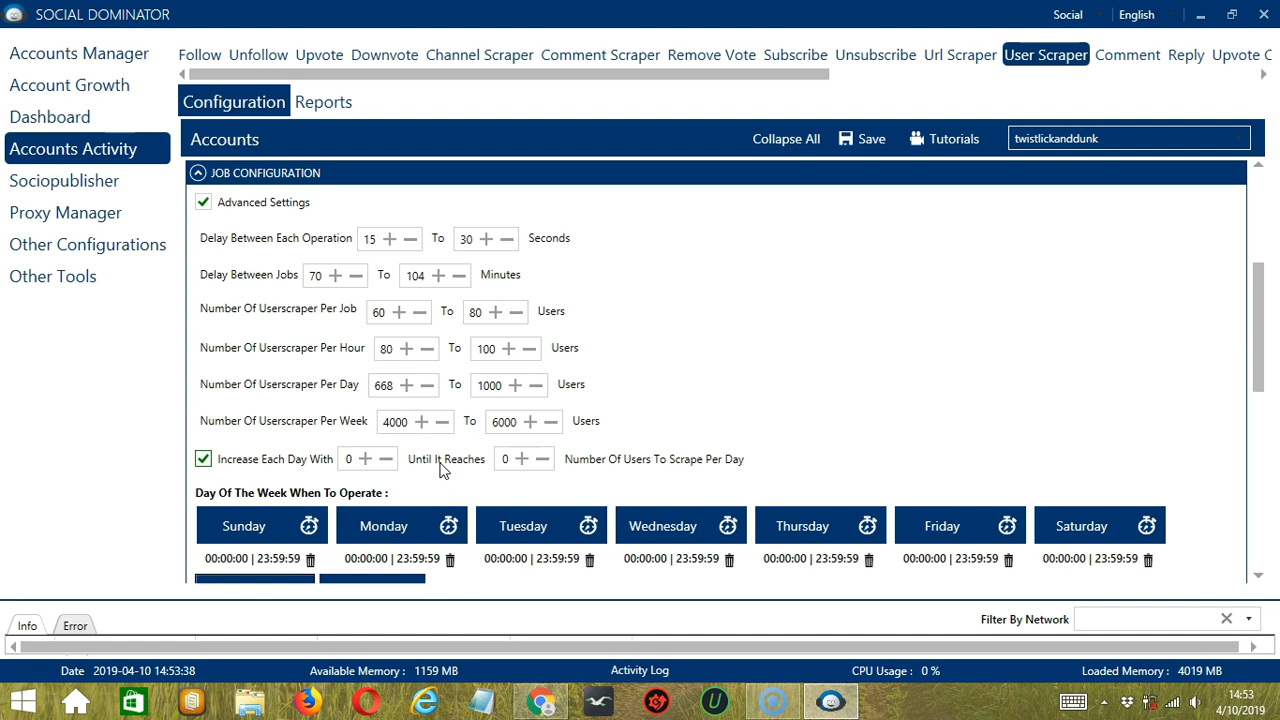 SOCIAL DOMINATOR
Social
English
Accounts Manager
Account Growth
Dashboard
Accounts Activity
Sociopublisher
Proxy Manager
Other Configurations
Other Tools
Follow Unfollow Upvote Downvote Channel Scraper Comment Scraper Remove Vote Subscribe Unsubscribe Url Scraper User Scraper Comment Reply Upvote C
Configuration Reports
Accounts
Collapse All Save Tutorials twistlickanddunk
JOB CONFIGURATION
Advanced Settings
Delay Between Each Operation 15 To 30 Seconds
Delay Between Jobs 70 To 104 Minutes
Number Of Userscraper Per Job 60 To 80 Users
Number Of Userscraper Per Hour 80 To 100 Users
Number Of Userscraper Per Day 668 To 1000 Users
Number Of Userscraper Per Week 4000 To 6000 Users
Increase Each Day With 0 Until It Reaches 0 Number Of Users To Scrape Per Day
Day Of The Week When To Operate :
Sunday Monday Tuesday Wednesday Thursday Friday Saturday
00:00:00 | 23:59:59 00:00:00 | 23:59:59 00:00:00 | 23:59:59 00:00:00 | 23:59:59 00:00:00 | 23:59:59 00:00:00 | 23:59:59 00:00:00 | 23:59:59
Info Error
Filter By Network
Date 2019-04-10 14:53:38 Available Memory : 1159 MB Activity Log CPU Usage : 0 % Loaded Memory : 4019 MB
14:53
4/10/2019